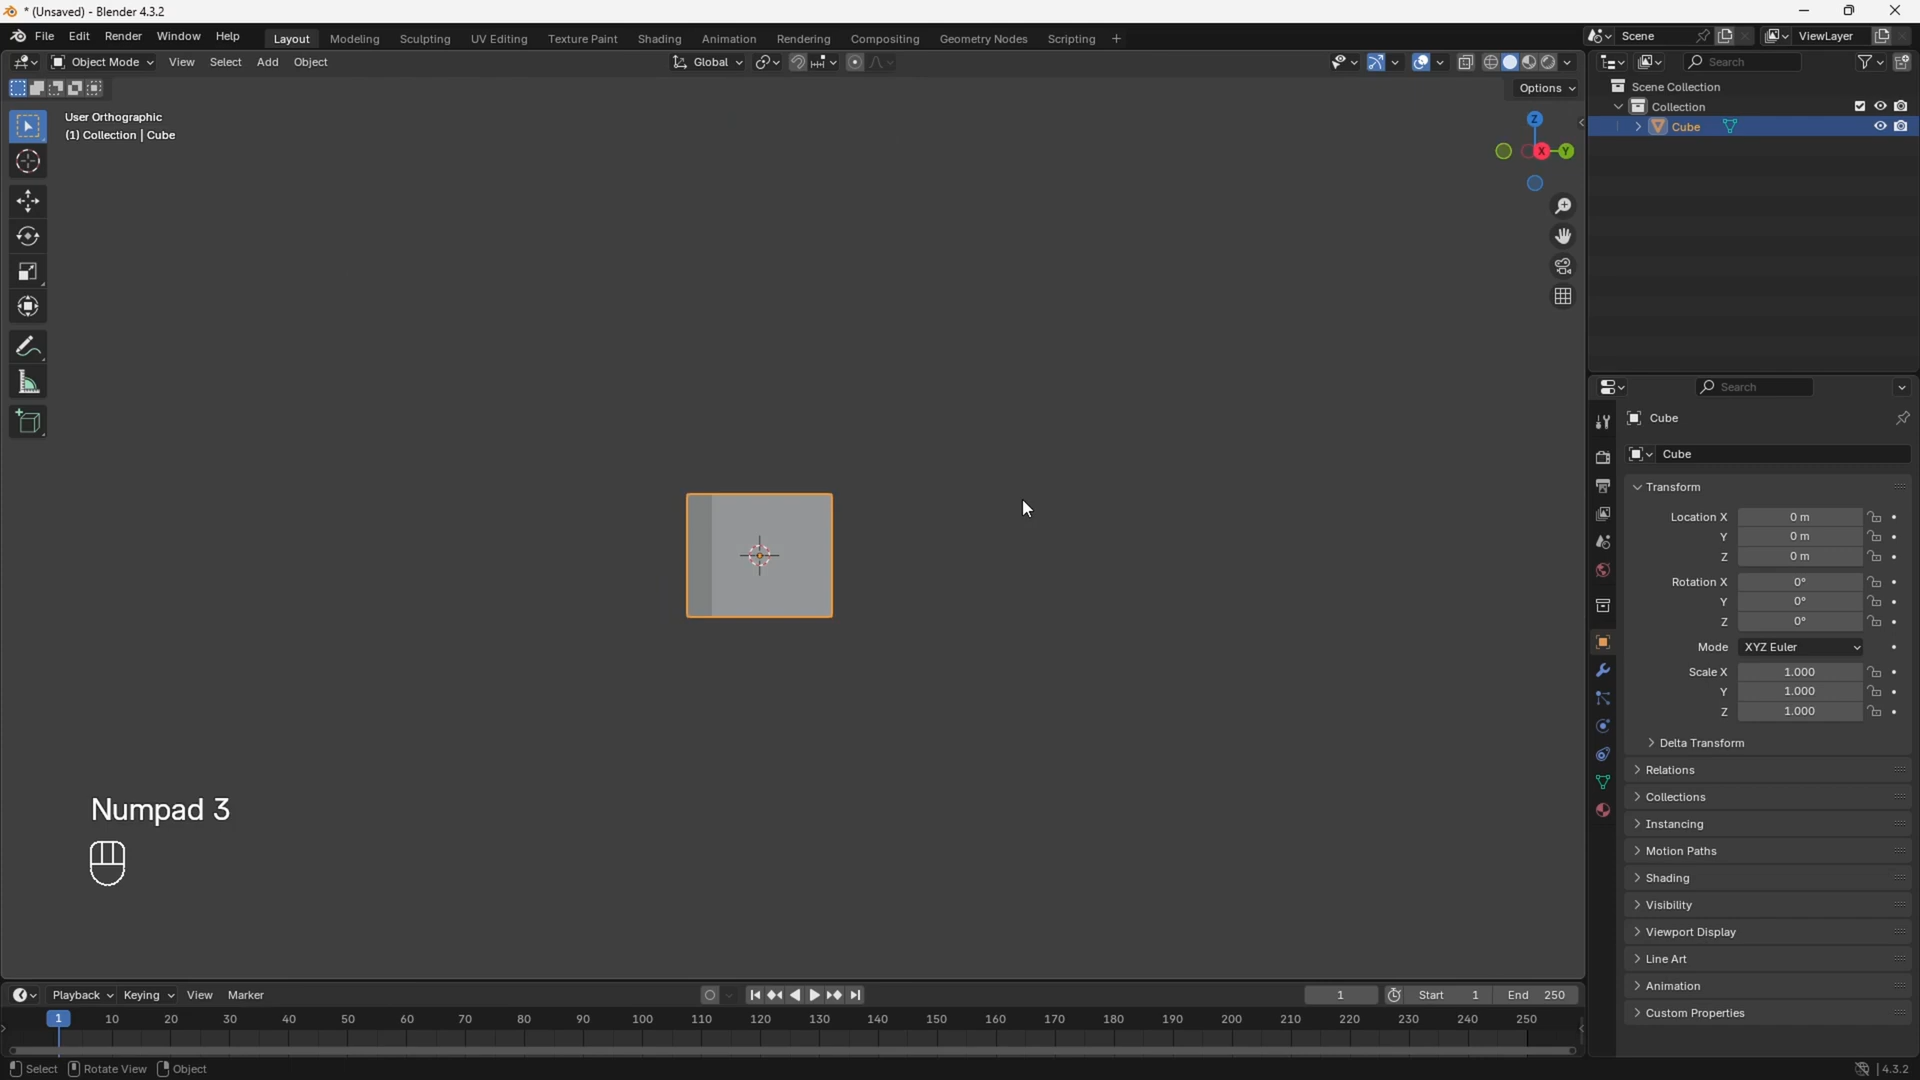 * (Unsaved) - Blender 4.3.2
File Edit Render Window Help Layout Modeling Sculpting UV Editing Texture Paint Shading Animation Rendering Compositing Geometry Nodes Scripting + Scene ViewLayer
Object Mode View Select Add Object Global Search
Options
User Orthographic
(1) Collection | Cube
Z
X
Y
Numpad 3
Scene Collection
Collection
Cube
Search
Cube
Cube
Transform
Location X 0 m
Y 0 m
Z 0 m
Rotation X 0°
Y 0°
Z 0°
Mode XYZ Euler
Scale X 1.000
Y 1.000
Z 1.000
Delta Transform
Relations
Collections
Instancing
Motion Paths
Shading
Visibility
Viewport Display
Line Art
Animation
Custom Properties
Playback Keying View Marker 1 Start 1 End 250
1 10 20 30 40 50 60 70 80 90 100 110 120 130 140 150 160 170 180 190 200 210 220 230 240 250
Select Rotate View Object 4.3.2